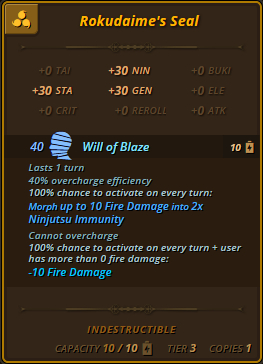 Rokudaime's Seal
+0 TAI +30 NIN +0 BUKI
+30 STA +30 GEN +0 ELE
+0 CRIT +0 REROLL +0 ATK
40 Will of Blaze 10
Lasts 1 turn
40% overcharge efficiency
100% chance to activate on every turn:
Morph up to 10 Fire Damage into 2x
Ninjutsu Immunity
Cannot overcharge
100% chance to activate on every turn + user
has more than 0 fire damage:
-10 Fire Damage
INDESTRUCTIBLE
CAPACITY 10 / 10 TIER 3 COPIES 1